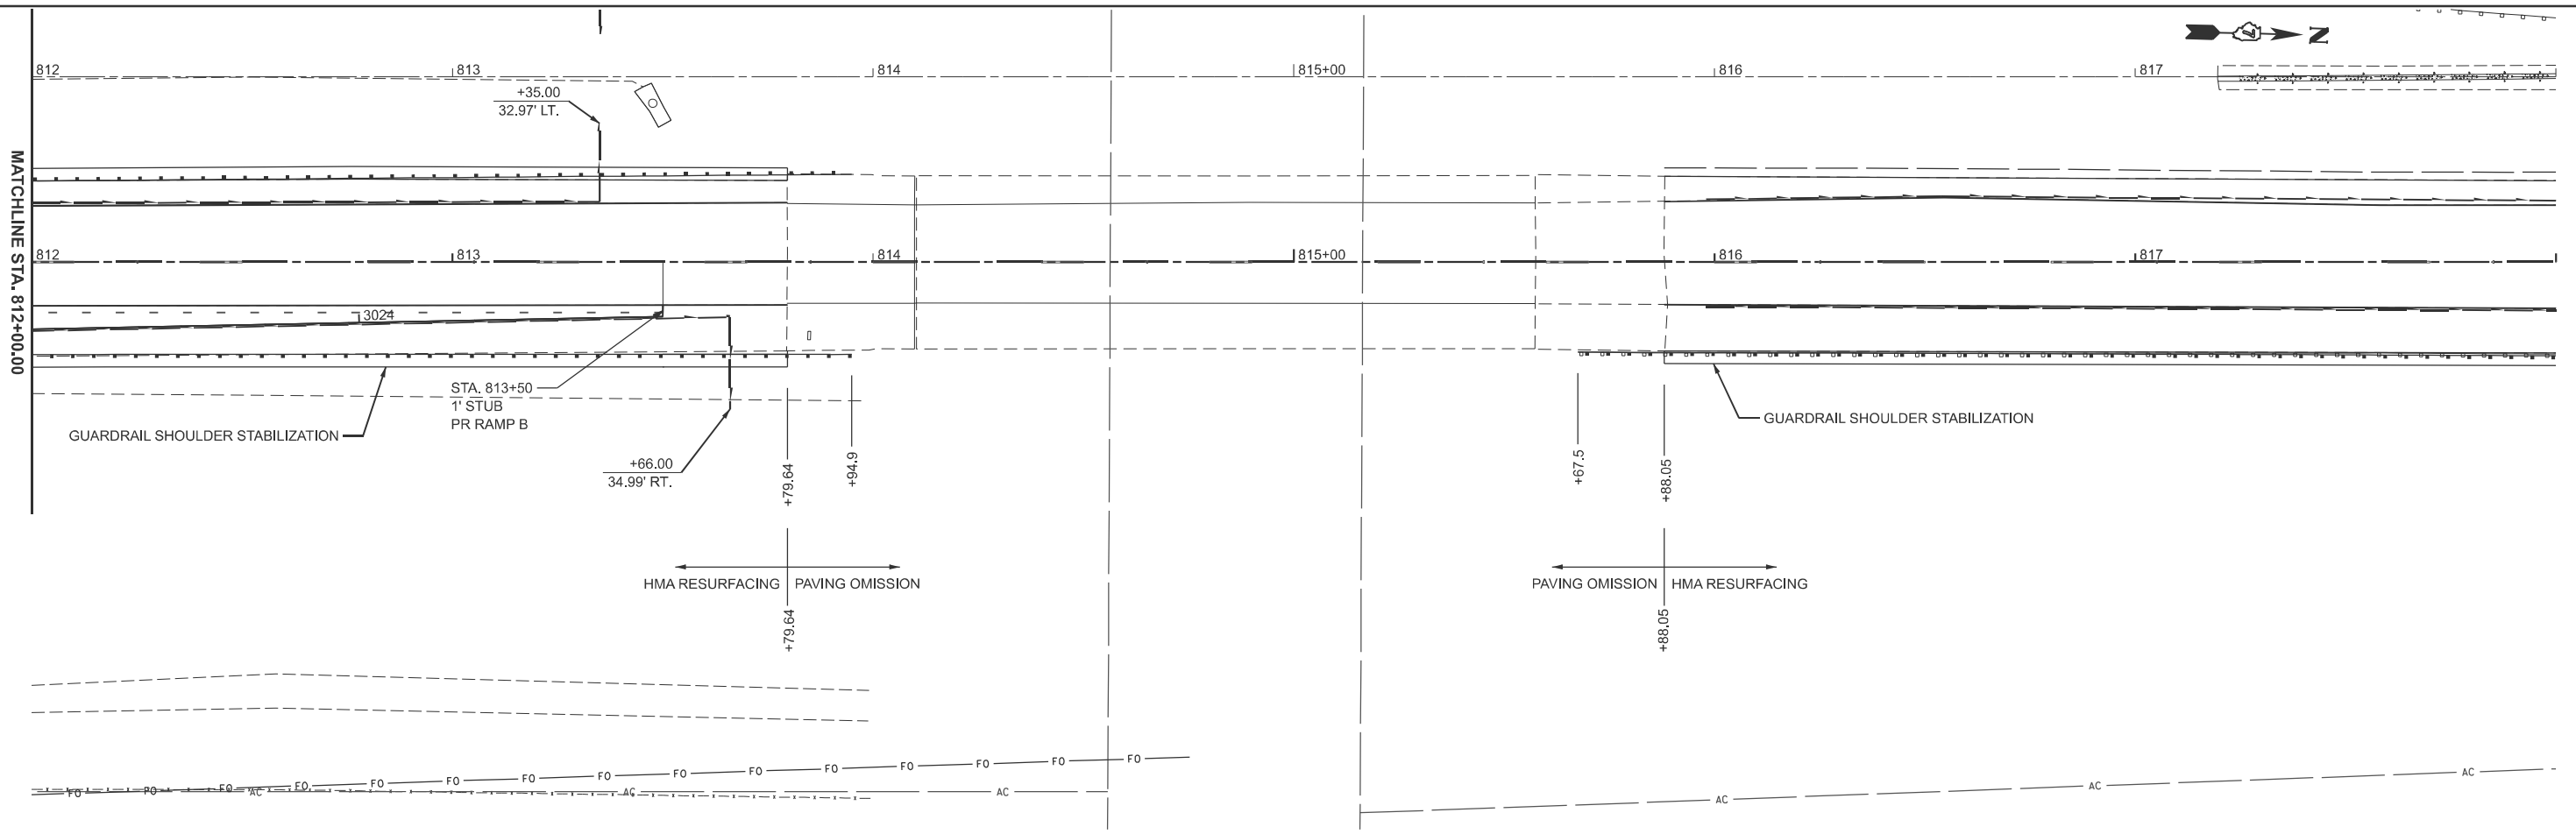 MATCHLINE STA. 812+00.00
N
812
813
814
815+00
816
817
+35.00
32.97' LT.
812
813
814
815+00
816
817
3024
STA. 813+50
1' STUB
PR RAMP B
GUARDRAIL SHOULDER STABILIZATION
GUARDRAIL SHOULDER STABILIZATION
+66.00
34.99' RT.
+79.64
+94.9
+67.5
+88.05
HMA RESURFACING
PAVING OMISSION
PAVING OMISSION
HMA RESURFACING
+79.64
+88.05
FO FO FO FO FO FO FO FO FO FO FO FO FO FO FO
AC AC AC
AC AC AC